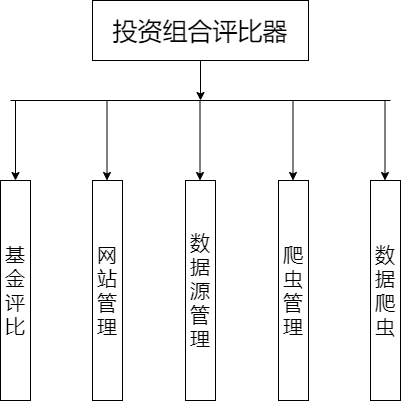 投资组合评比器
基金评比
网站管理
数据源管理
爬虫管理
数据爬虫